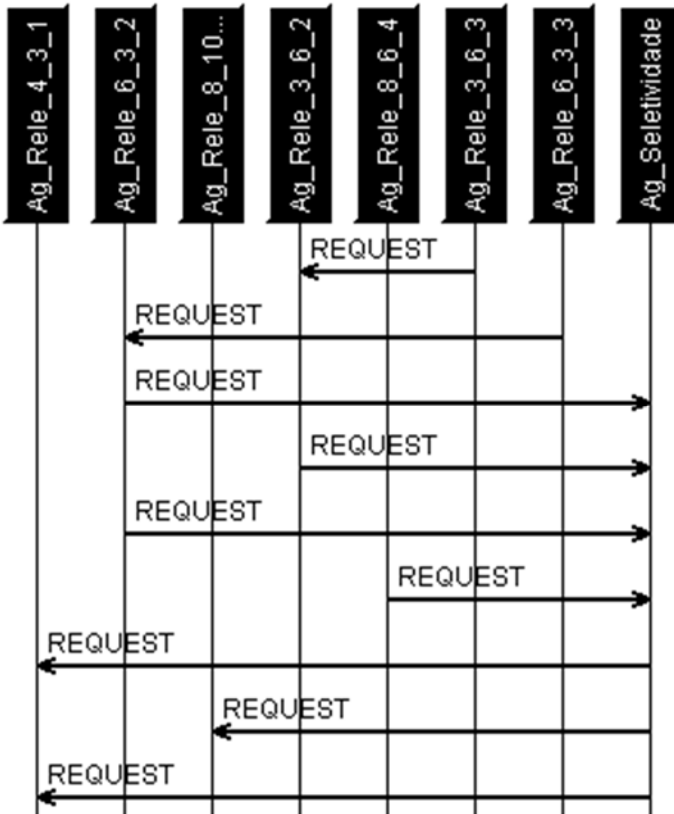 Ag_Rele_4_3_1
Ag_Rele_6_3_2
Ag_Rele_8_10...
Ag_Rele_3_6_2
Ag_Rele_8_6_4
Ag_Rele_3_6_3
Ag_Rele_6_3_3
Ag_Seletividade
REQUEST
REQUEST
REQUEST
REQUEST
REQUEST
REQUEST
REQUEST
REQUEST
REQUEST